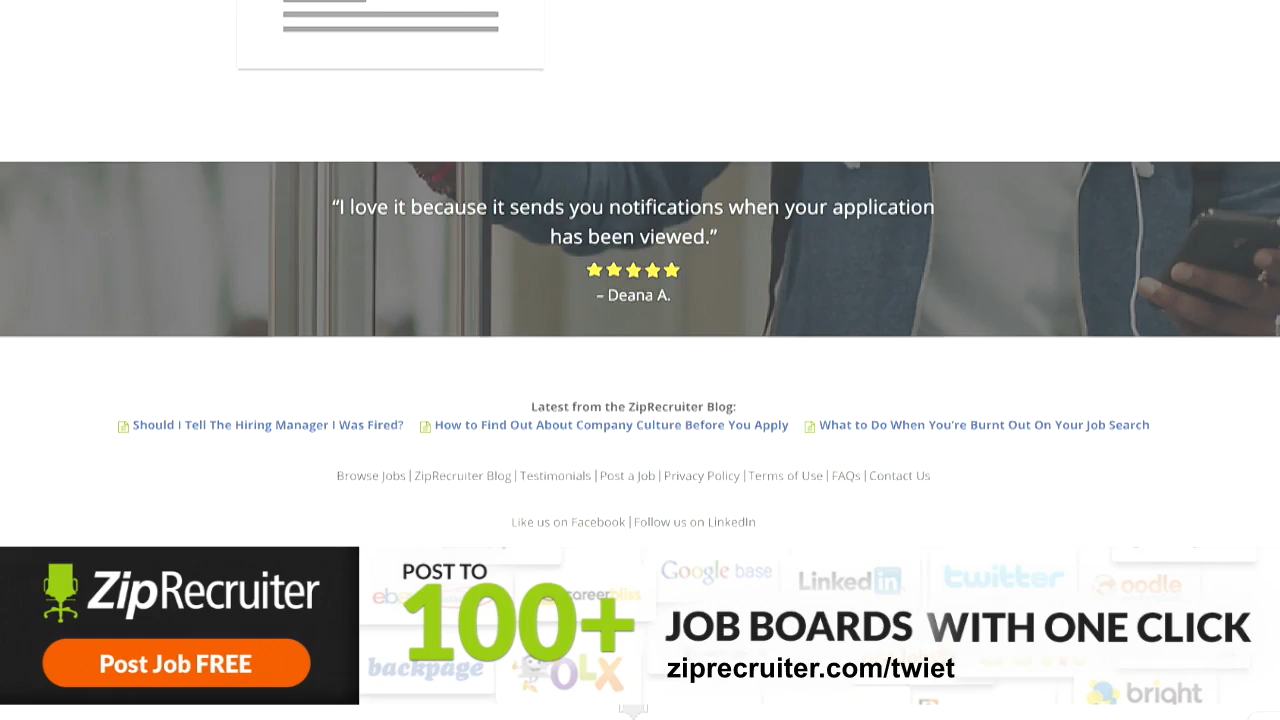 “I love it because it sends you notifications when your application
has been viewed.”
– Deana A.
Latest from the ZipRecruiter Blog:
Should I Tell The Hiring Manager I Was Fired? How to Find Out About Company Culture Before You Apply What to Do When You’re Burnt Out On Your Job Search
Browse Jobs | ZipRecruiter Blog | Testimonials | Post a Job | Privacy Policy | Terms of Use | FAQs | Contact Us
Like us on Facebook | Follow us on LinkedIn
ZipRecruiter
Post Job FREE
POST TO
100+
JOB BOARDS WITH ONE CLICK
ziprecruiter.com/twiet
Google base
LinkedIn
twitter
oodle
backpage
OLX
bright